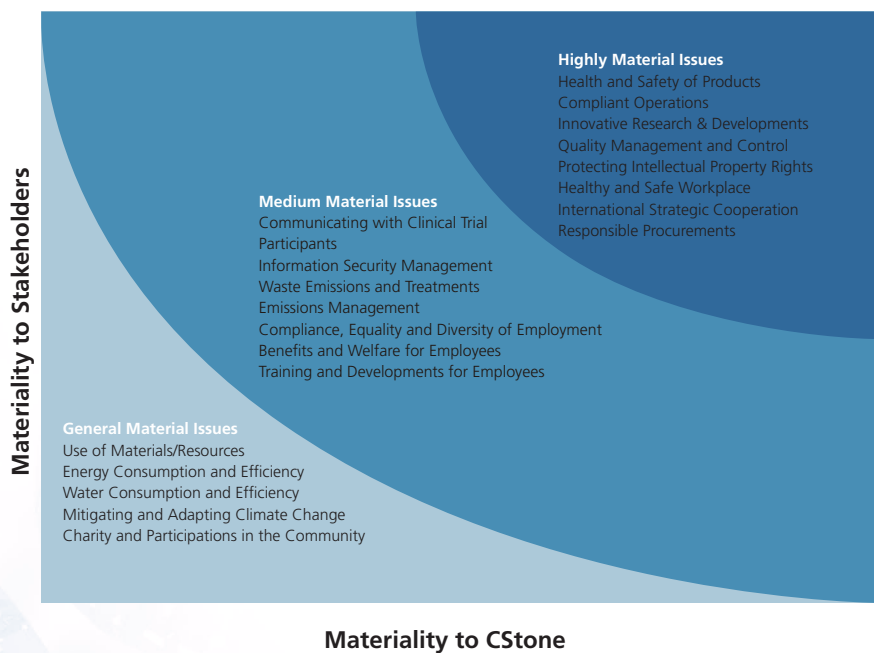 Highly Material Issues
Health and Safety of Products
Compliant Operations
Innovative Research & Developments
Quality Management and Control
Protecting Intellectual Property Rights
Healthy and Safe Workplace
International Strategic Cooperation
Responsible Procurements
Medium Material Issues
Communicating with Clinical Trial
Participants
Information Security Management
Waste Emissions and Treatments
Emissions Management
Compliance, Equality and Diversity of Employment
Benefits and Welfare for Employees
Training and Developments for Employees
General Material Issues
Use of Materials/Resources
Energy Consumption and Efficiency
Water Consumption and Efficiency
Mitigating and Adapting Climate Change
Charity and Participations in the Community
Materiality to Stakeholders
Materiality to CStone